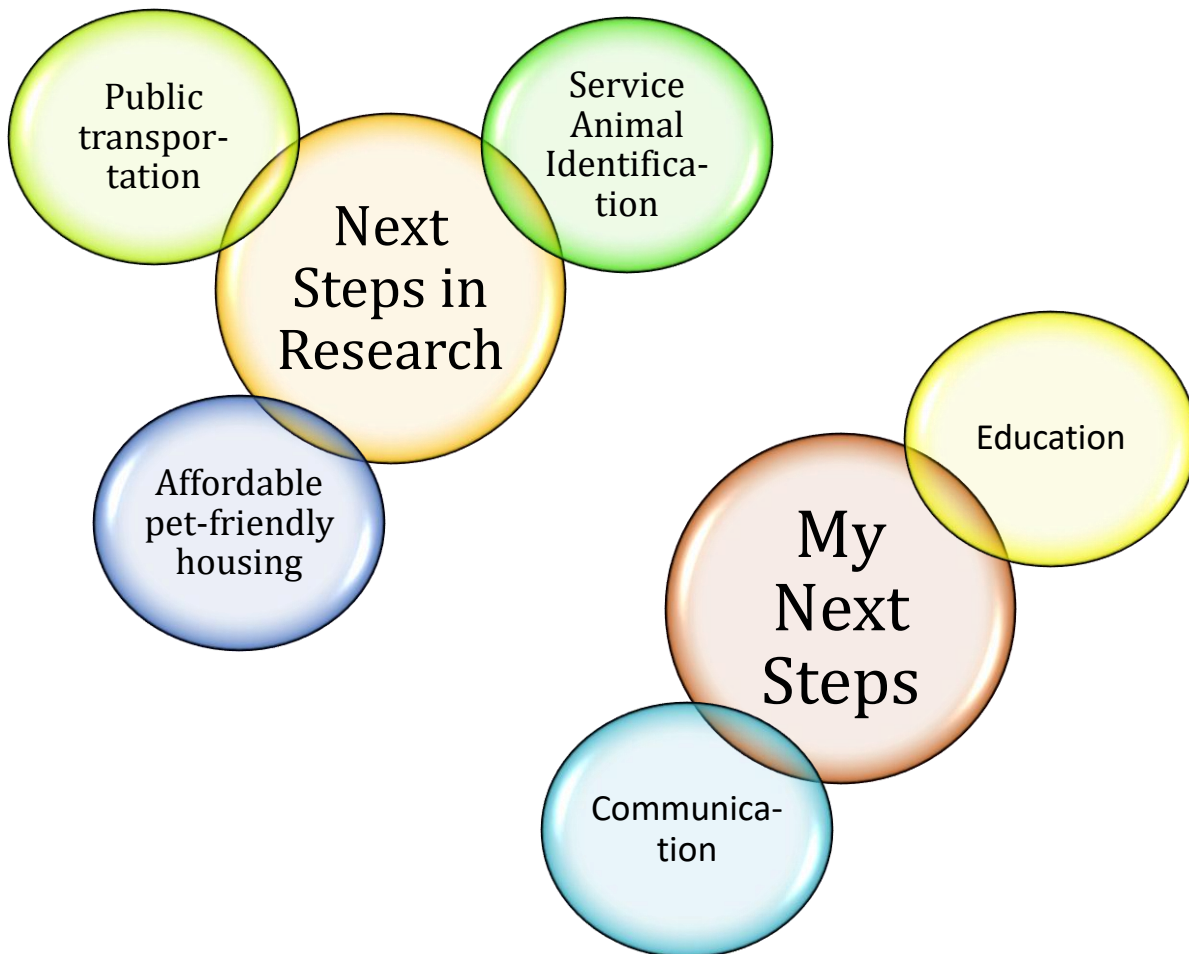 Public
transpor-
tation
Service
Animal
Identifica-
tion
Next
Steps in
Research
Affordable
pet-friendly
housing
Education
My
Next
Steps
Communica-
tion